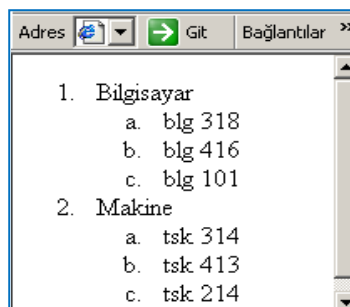 Adres Git Bağlantılar »
1. Bilgisayar
a. blg 318
b. blg 416
c. blg 101
2. Makine
a. tsk 314
b. tsk 413
c. tsk 214